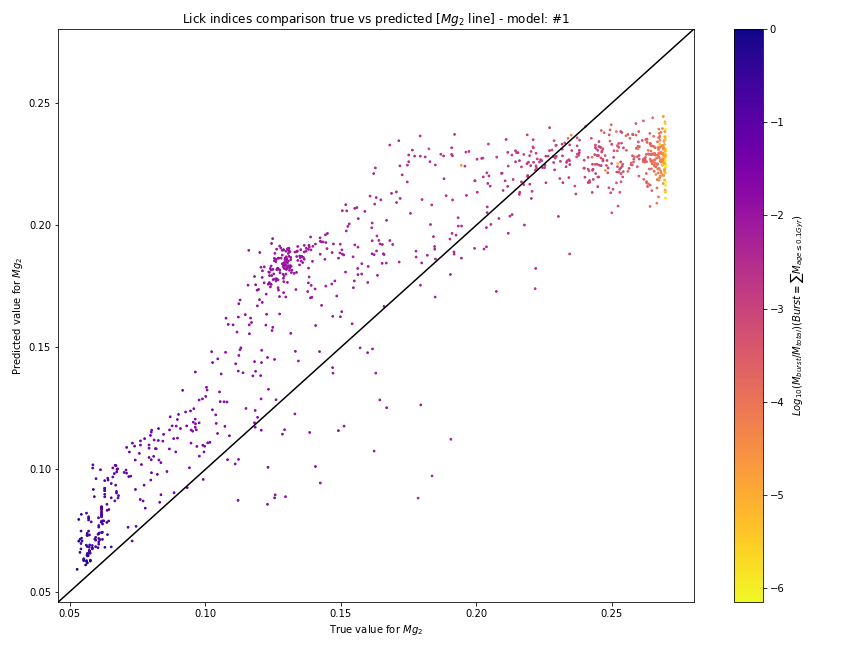 Lick indices comparison true vs predicted [Mg₂ line] - model: #1
Predicted value for Mg₂
0.25
0.20
0.15
0.10
0.05
0.05 0.10 0.15 0.20 0.25
True value for Mg₂
0
−1
−2
−3
−4
−5
−6
Log₁₀(M_burst/M_total)(Burst = ∑M_age≤0.1Gyr)